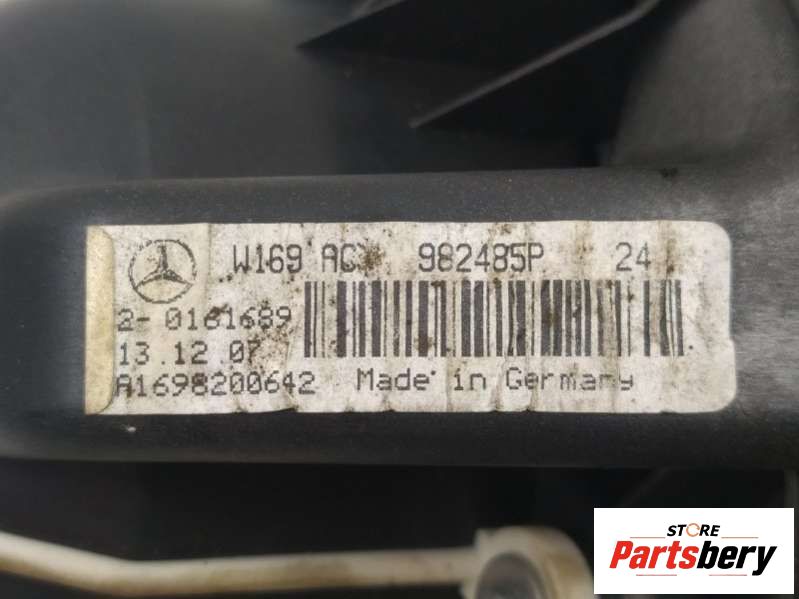 W169 AC 982485P 24
2-0161689
13.12.07
A1698200642 Made in Germany
STORE
Partsbery